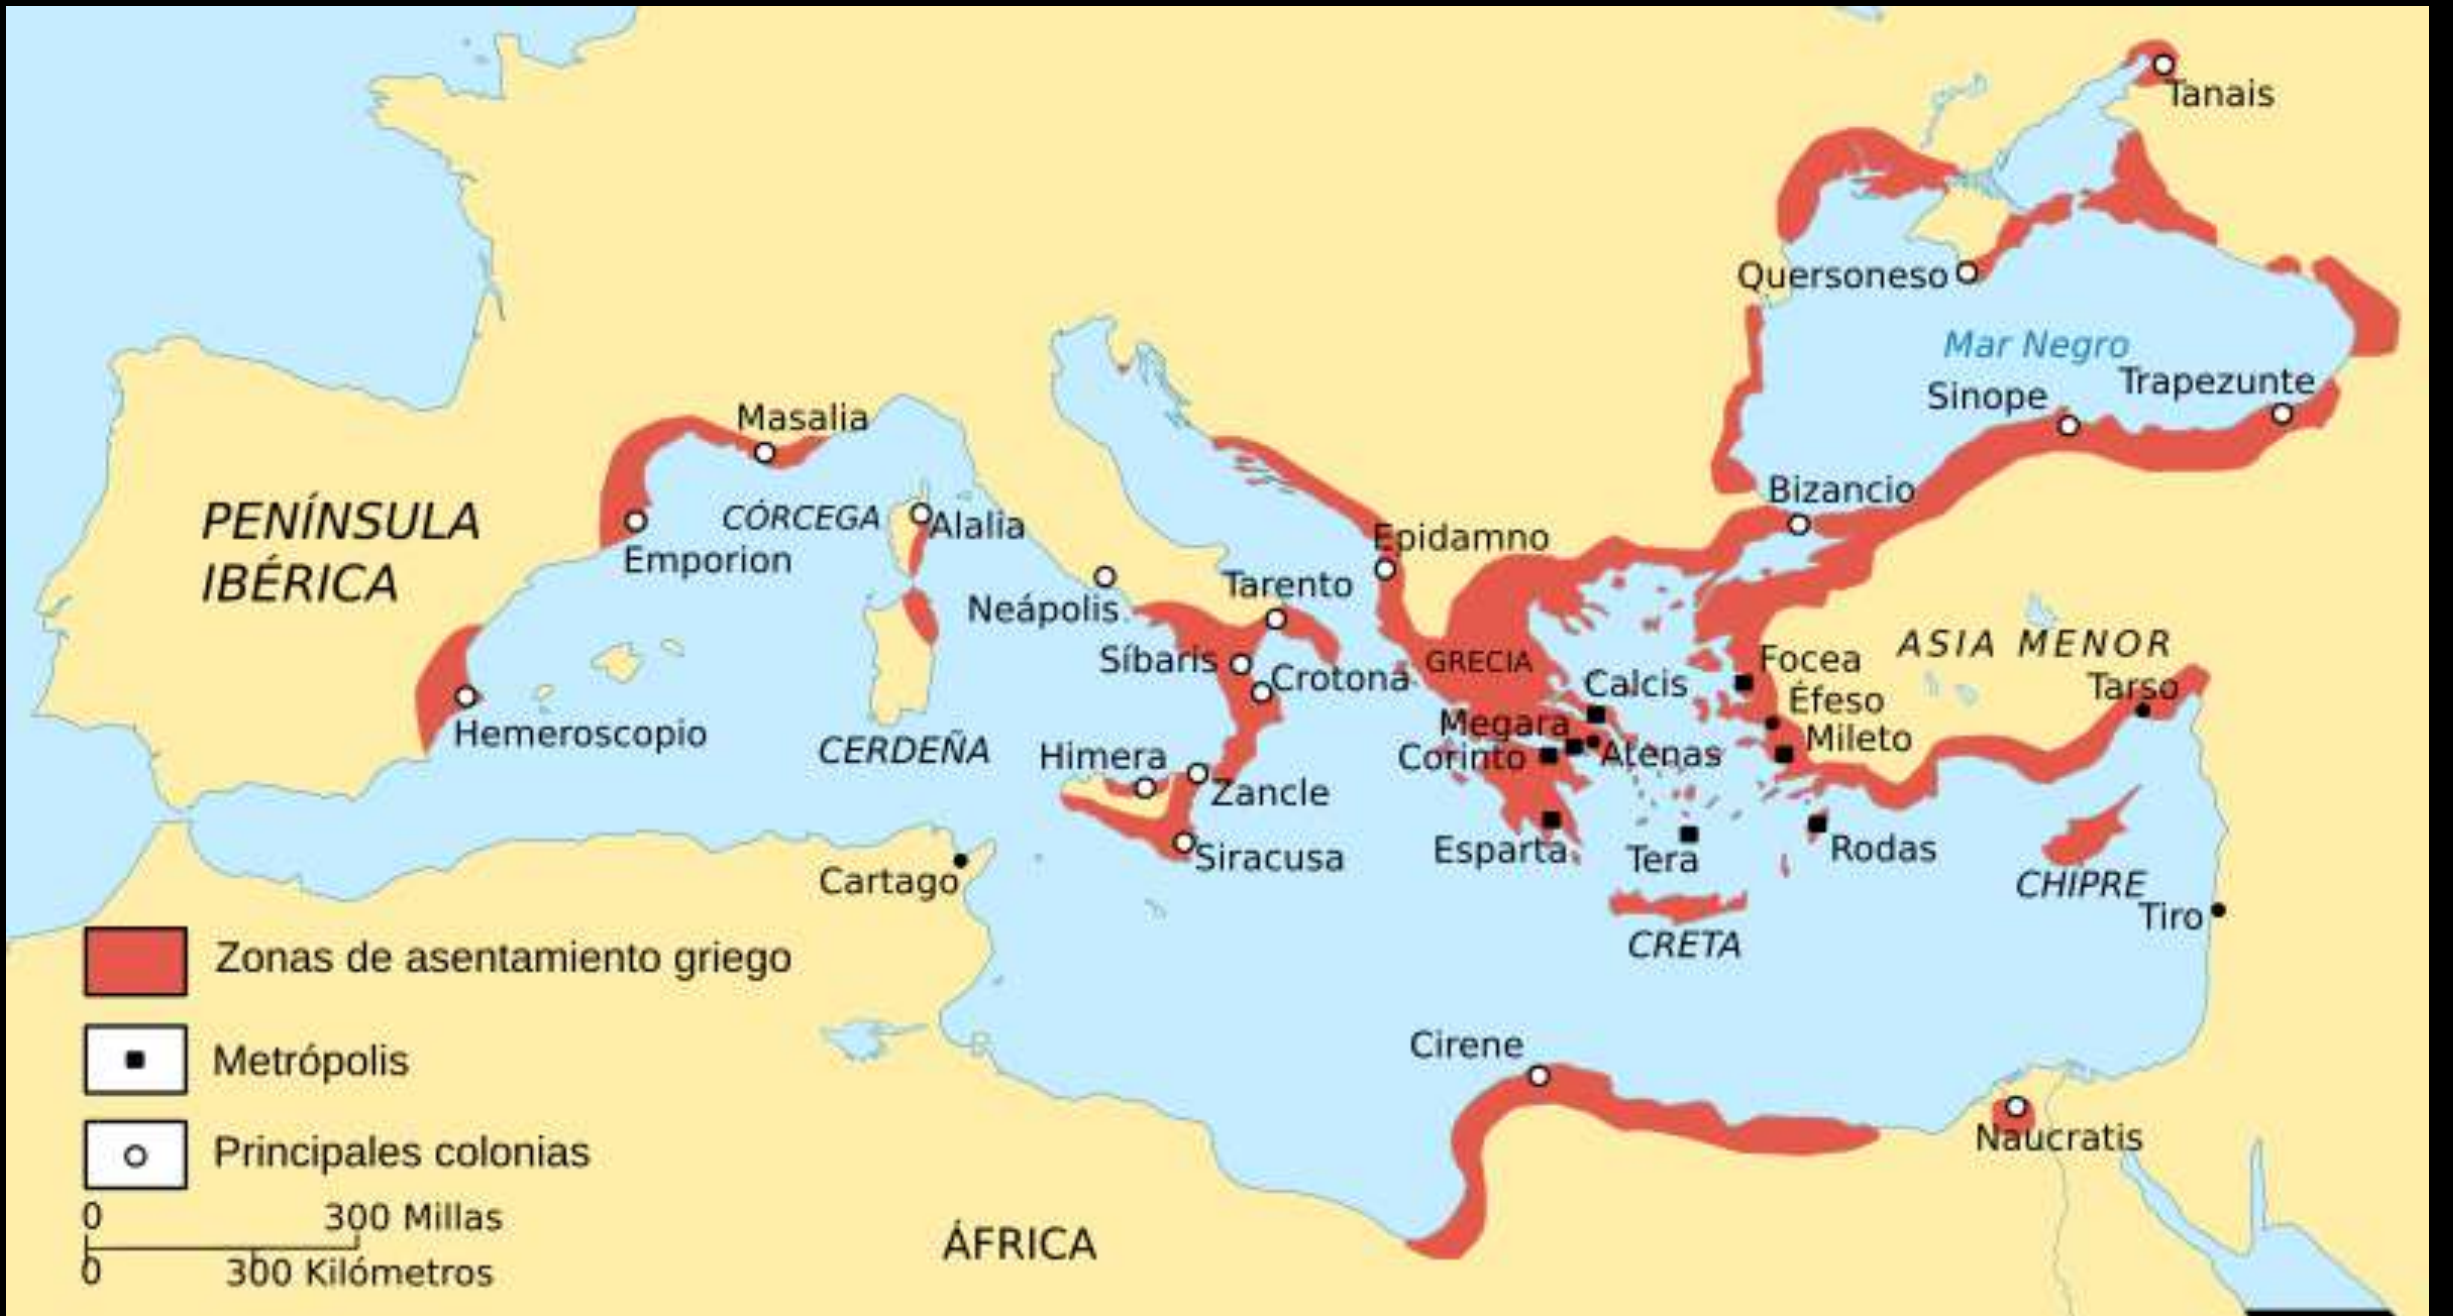 Tanais
Quersoneso
Mar Negro
Trapezunte
Sinope
Masalia
Bizancio
PENÍNSULA
IBÉRICA
CÓRCEGA
Alalia
Epidamno
Emporion
Tarento
Neápolis
Síbaris
Crotona
GRECIA
Calcis
Focea
ASIA MENOR
Tarso
Éfeso
Megara
Mileto
Hemeroscopio
CERDEÑA
Himera
Corinto
Atenas
Zancle
Esparta
Tera
Rodas
Siracusa
Cartago
CHIPRE
Tiro
CRETA
Zonas de asentamiento griego
Cirene
Metrópolis
Naucratis
Principales colonias
0 300 Millas
0 300 Kilómetros
ÁFRICA